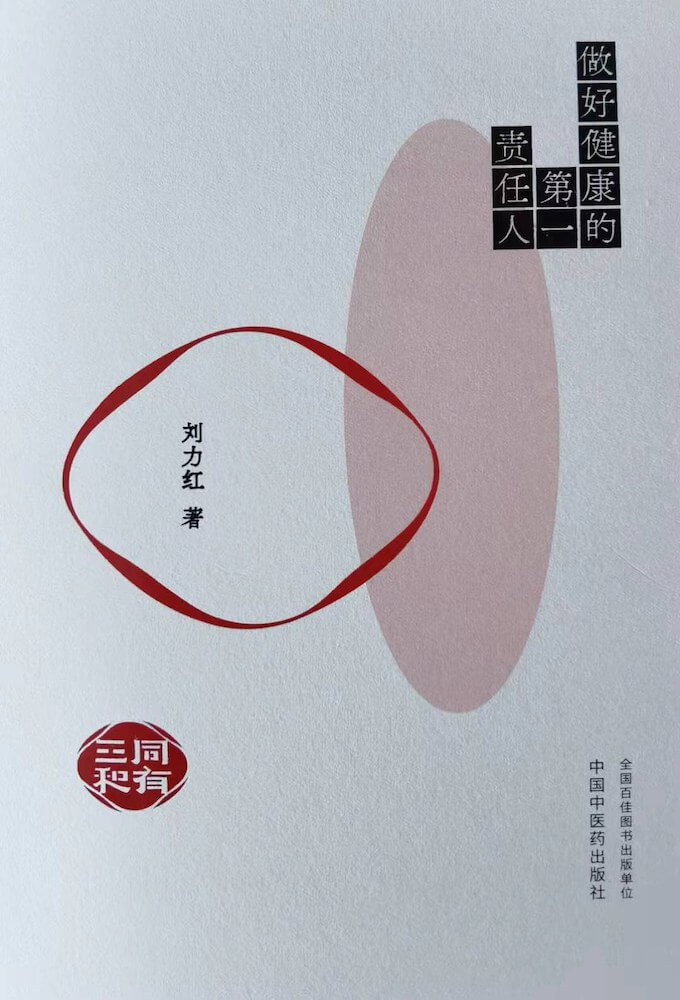 做好健康的
第一
责任人
刘力红 著
同有
三和
全国百佳图书出版单位
中国中医药出版社